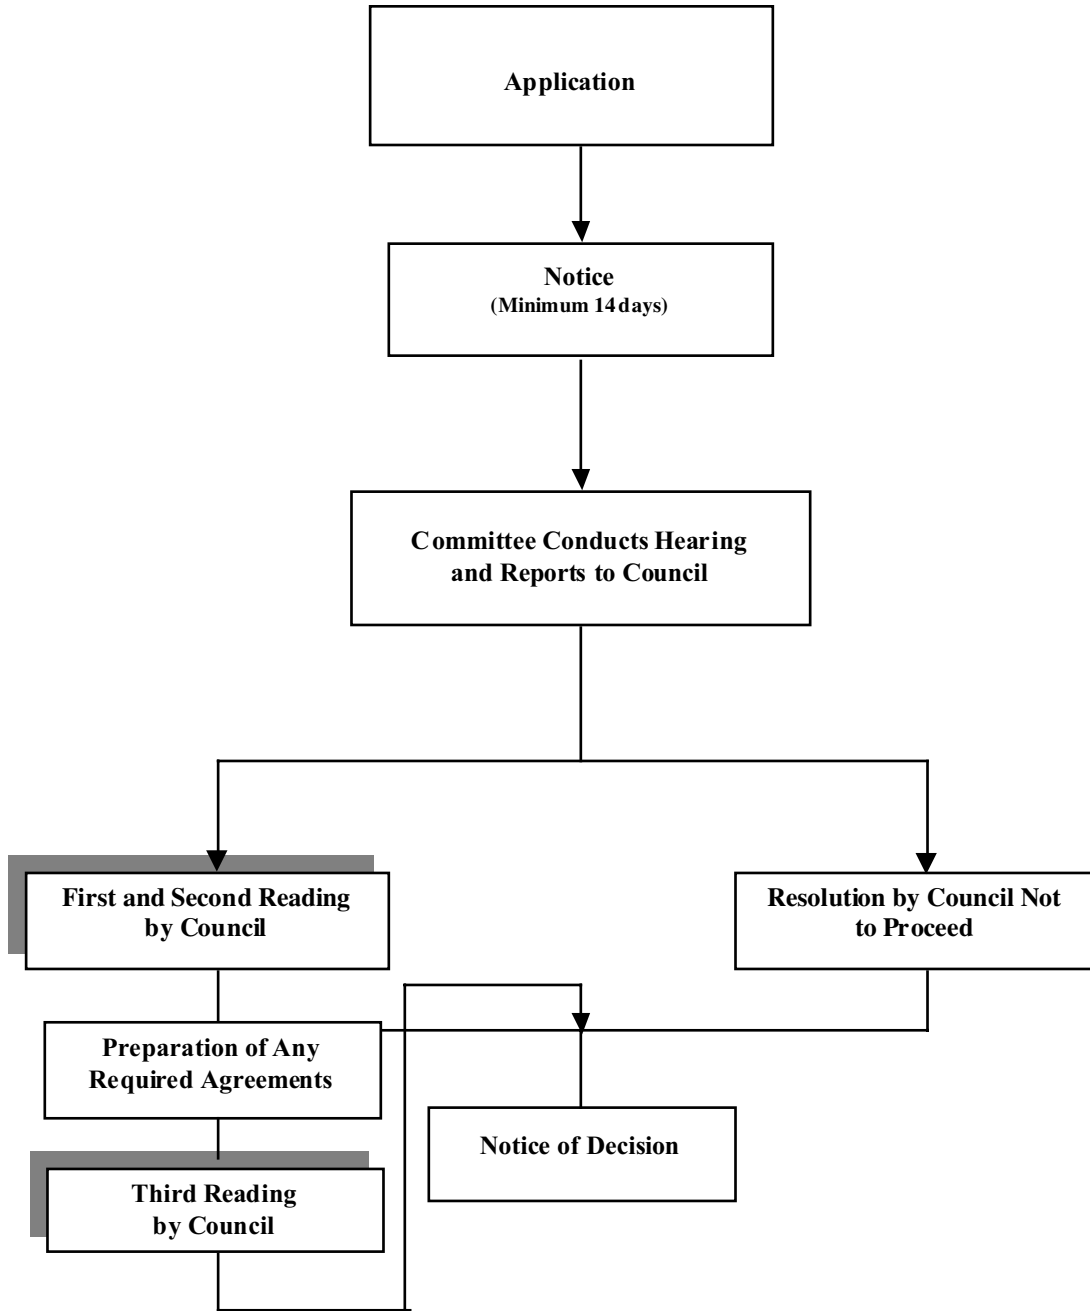 Application
Notice
(Minimum 14 days)
Committee Conducts Hearing
and Reports to Council
First and Second Reading
by Council
Resolution by Council Not
to Proceed
Preparation of Any
Required Agreements
Notice of Decision
Third Reading
by Council